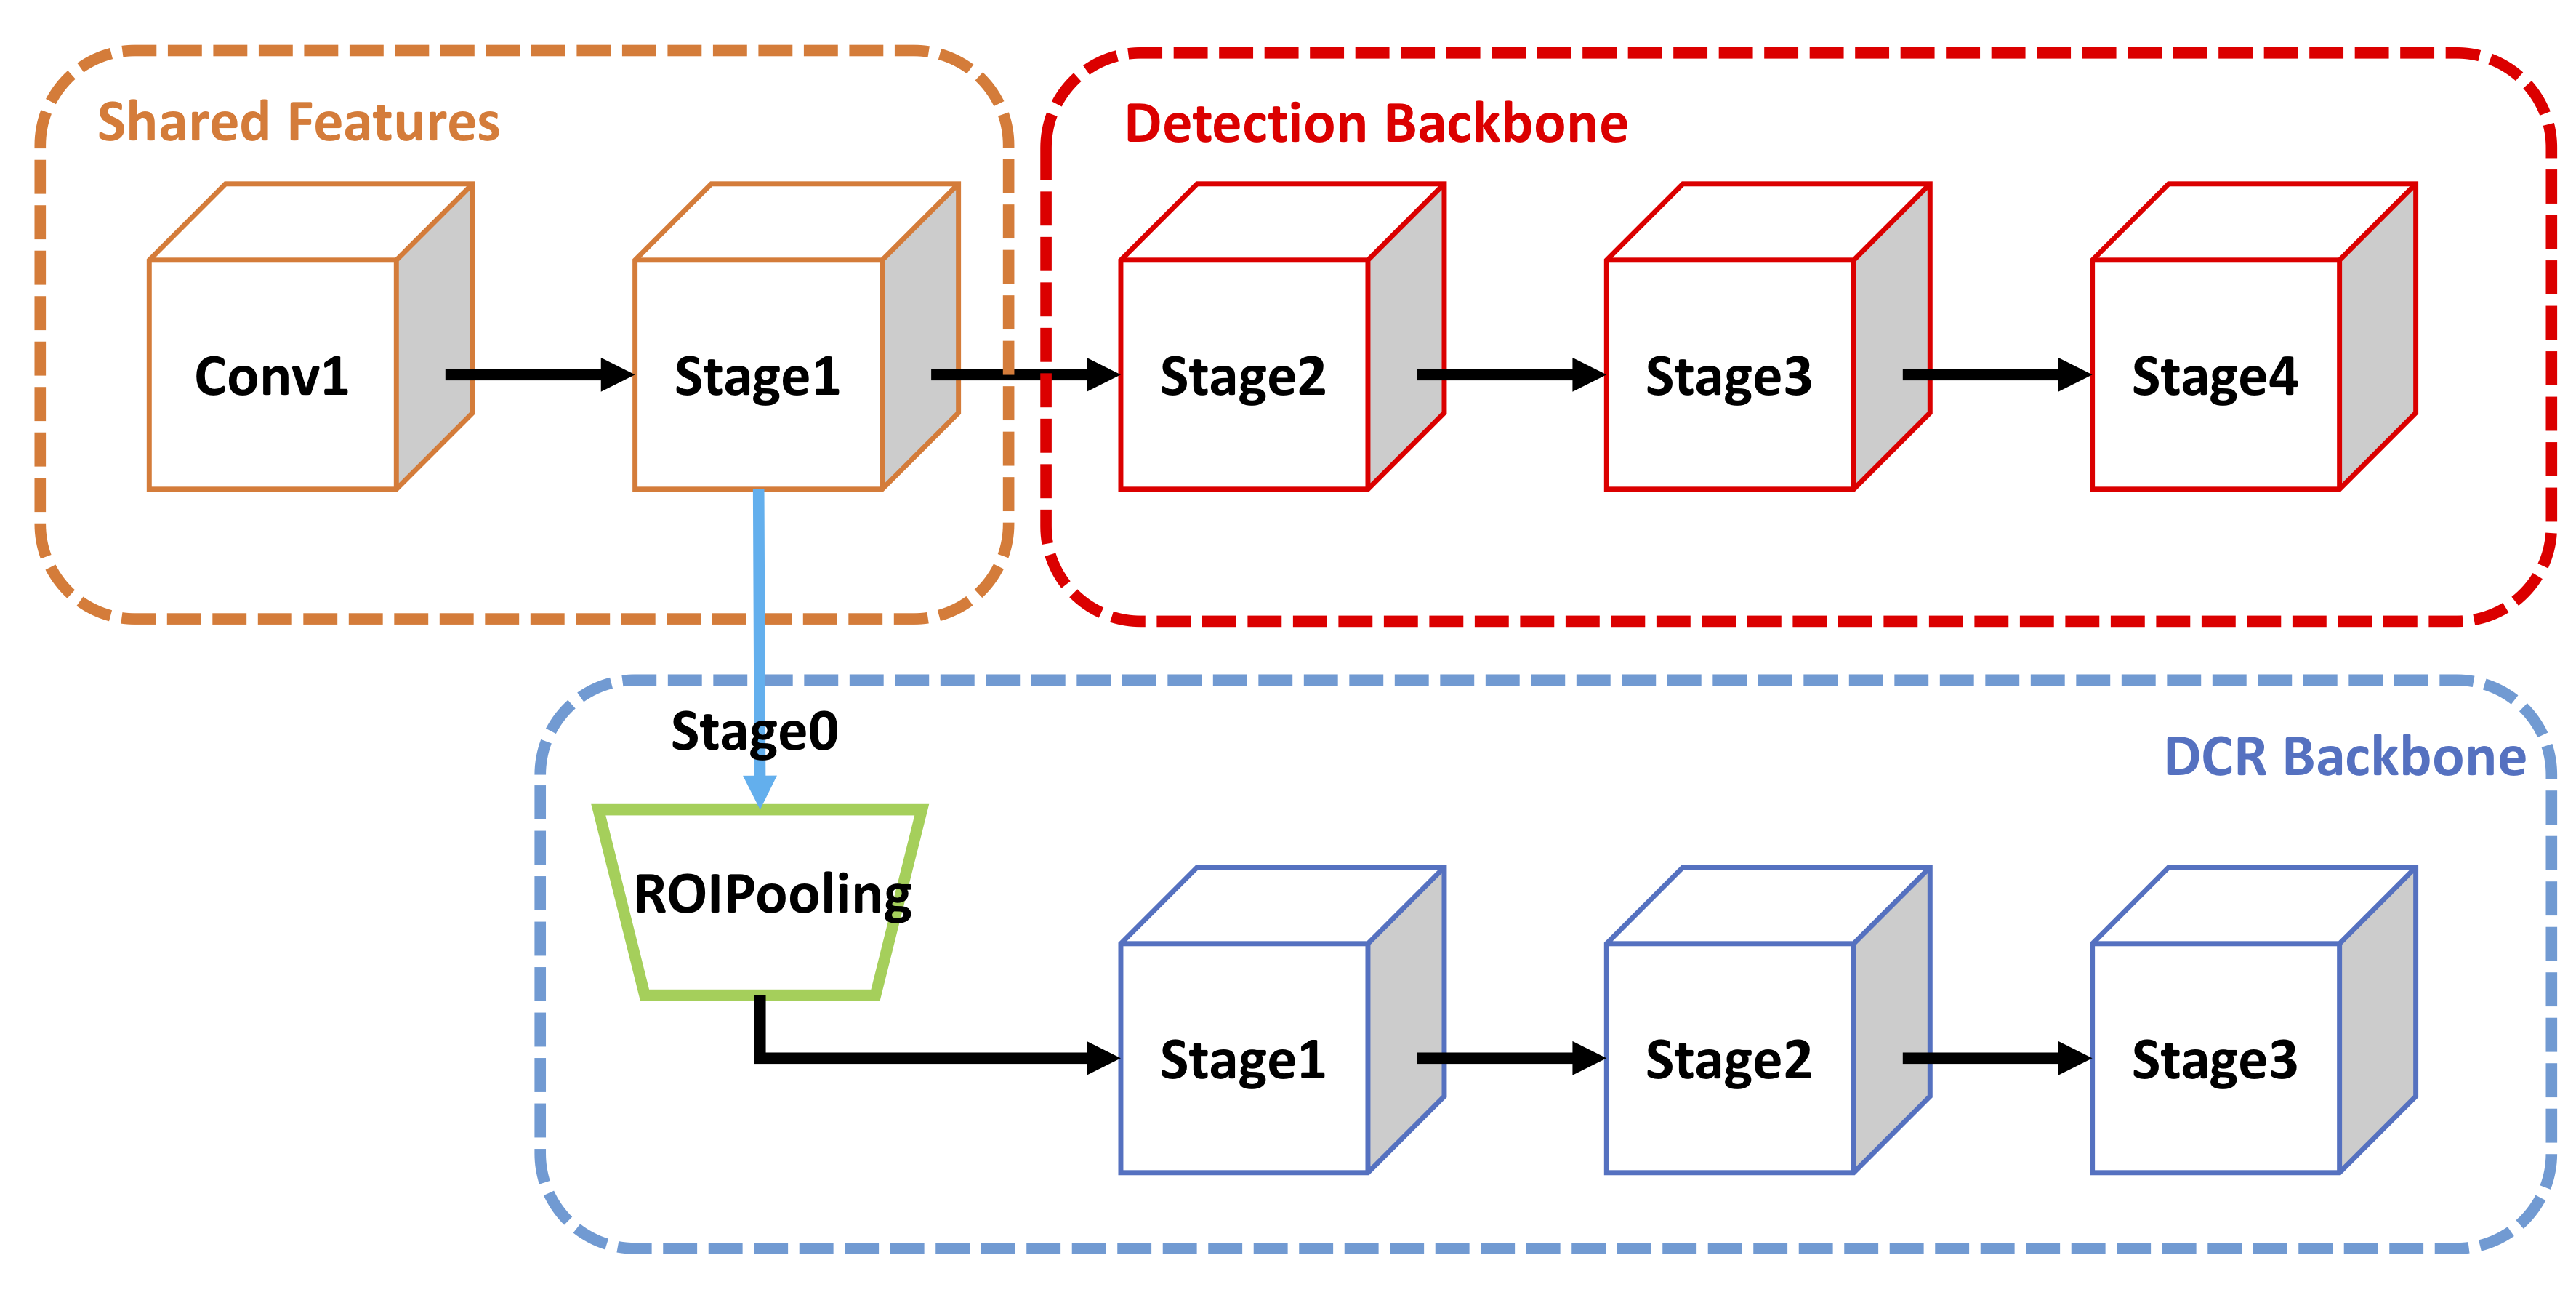 Shared Features
Detection Backbone
Conv1
Stage1
Stage2
Stage3
Stage4
Stage0
DCR Backbone
ROIPooling
Stage1
Stage2
Stage3